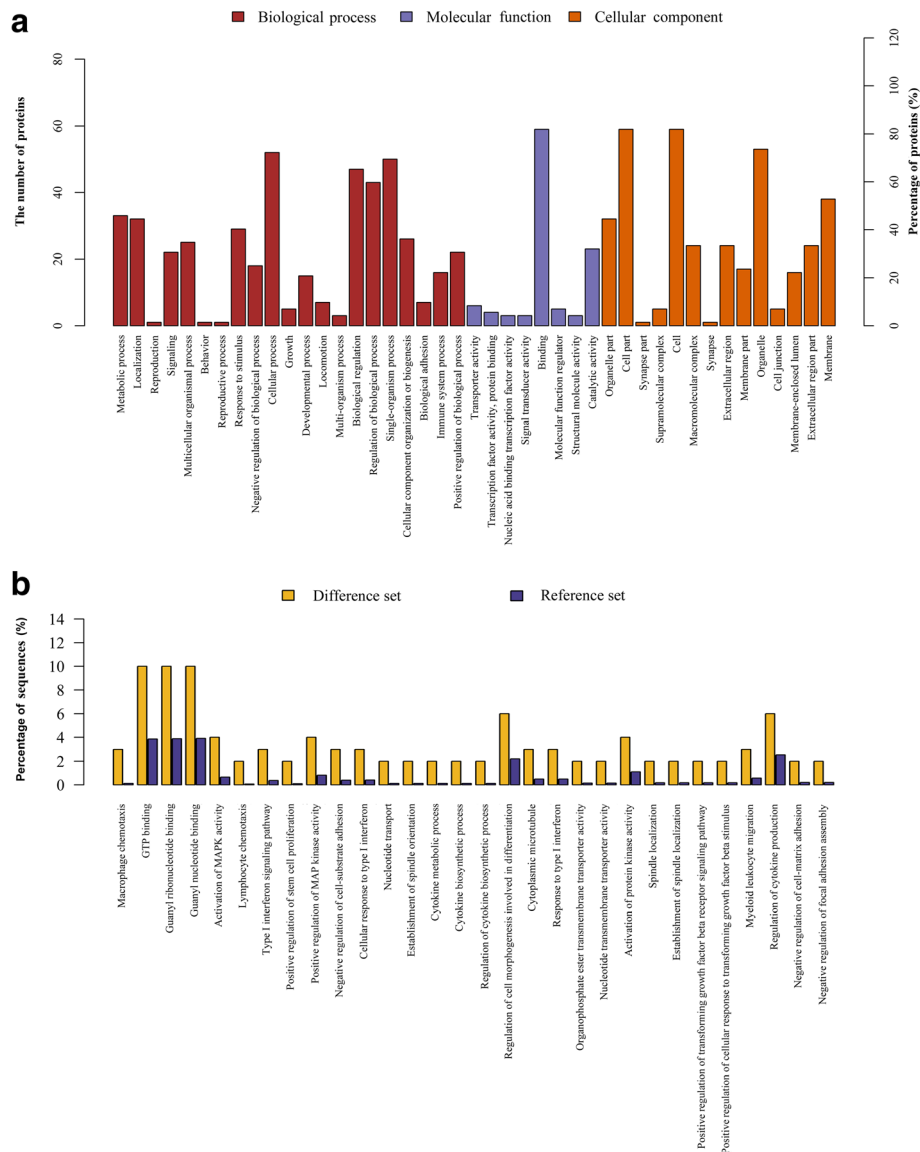 a
Biological process
Molecular function
Cellular component
The number of proteins
80
60
40
20
0
Percentage of proteins (%)
120
100
80
60
40
20
0
Metabolic process
Localization
Reproduction
Signaling
Multicellular organismal process
Behavior
Reproductive process
Response to stimulus
Negative regulation of biological process
Cellular process
Growth
Developmental process
Locomotion
Multi-organism process
Biological regulation
Regulation of biological process
Single-organism process
Cellular component organization or biogenesis
Biological adhesion
Immune system process
Positive regulation of biological process
Transporter activity
Transcription factor activity, protein binding
Nucleic acid binding transcription factor activity
Signal transducer activity
Binding
Molecular function regulator
Structural molecule activity
Catalytic activity
Organelle part
Cell part
Synapse part
Supramolecular complex
Cell
Macromolecular complex
Synapse
Extracellular region
Membrane part
Organelle
Cell junction
Membrane-enclosed lumen
Extracellular region part
Membrane
b
Difference set
Reference set
Percentage of sequences (%)
14
12
10
8
6
4
2
0
Macrophage chemotaxis
GTP binding
Guanyl ribonucleotide binding
Guanyl nucleotide binding
Activation of MAPK activity
Lymphocyte chemotaxis
Type I interferon signaling pathway
Positive regulation of stem cell proliferation
Positive regulation of MAP kinase activity
Negative regulation of cell-substrate adhesion
Cellular response to type I interferon
Nucleotide transport
Establishment of spindle orientation
Cytokine metabolic process
Cytokine biosynthetic process
Regulation of cytokine biosynthetic process
Regulation of cell morphogenesis involved in differentiation
Cytoplasmic microtubule
Response to type I interferon
Organophosphate ester transmembrane transporter activity
Nucleotide transmembrane transporter activity
Activation of protein kinase activity
Spindle localization
Establishment of spindle localization
Positive regulation of transforming growth factor beta receptor signaling pathway
Positive regulation of cellular response to transforming growth factor beta stimulus
Myeloid leukocyte migration
Regulation of cytokine production
Negative regulation of cell-matrix adhesion
Negative regulation of focal adhesion assembly